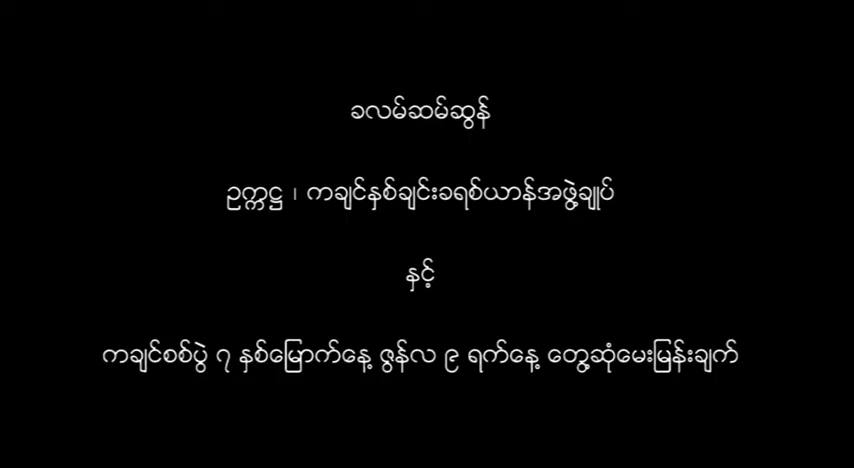 ခလမ်ဆမ်ဆွန်
ဥက္ကဋ္ဌ ၊ ကချင်နှစ်ချင်းခရစ်ယာန်အဖွဲ့ချုပ်
နှင့်
ကချင်စစ်ပွဲ ၇ နှစ်မြောက်နေ့ ဇွန်လ ၉ ရက်နေ့ တွေ့ဆုံမေးမြန်းချက်